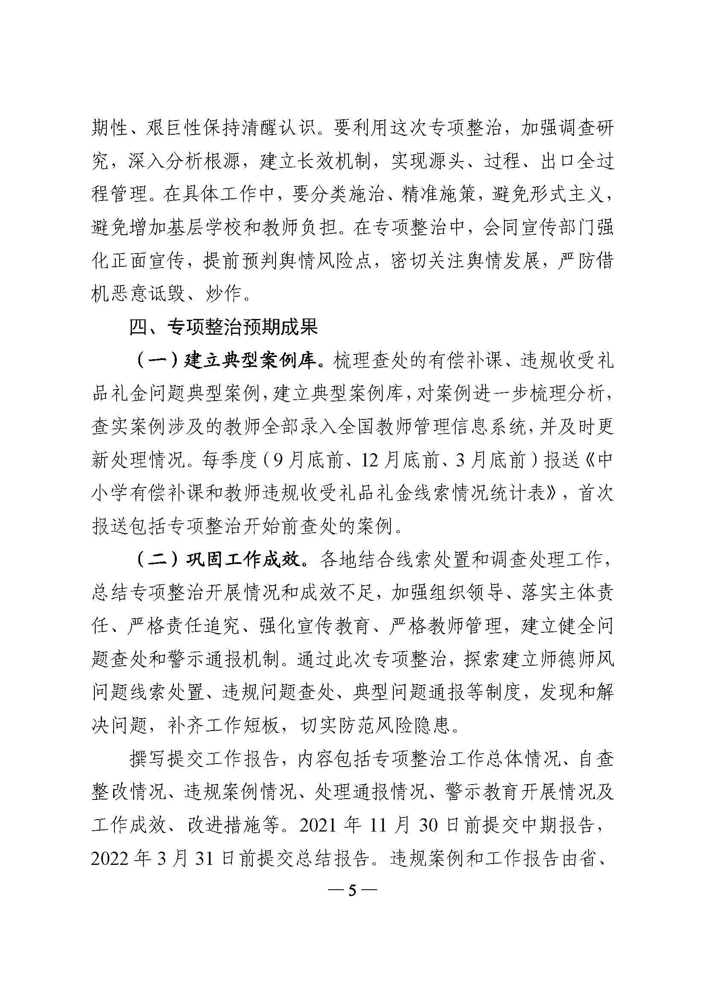 期性、艰巨性保持清醒认识。要利用这次专项整治，加强调查研
究，深入分析根源，建立长效机制，实现源头、过程、出口全过
程管理。在具体工作中，要分类施治、精准施策，避免形式主义，
避免增加基层学校和教师负担。在专项整治中，会同宣传部门强
化正面宣传，提前预判舆情风险点，密切关注舆情发展，严防借
机恶意诋毁、炒作。
四、专项整治预期成果
（一）建立典型案例库。梳理查处的有偿补课、违规收受礼
品礼金问题典型案例，建立典型案例库，对案例进一步梳理分析，
查实案例涉及的教师全部录入全国教师管理信息系统，并及时更
新处理情况。每季度（9 月底前、12 月底前、3 月底前）报送《中
小学有偿补课和教师违规收受礼品礼金线索情况统计表》，首次
报送包括专项整治开始前查处的案例。
（二）巩固工作成效。各地结合线索处置和调查处理工作，
总结专项整治开展情况和成效不足，加强组织领导、落实主体责
任、严格责任追究、强化宣传教育、严格教师管理，建立健全问
题查处和警示通报机制。通过此次专项整治，探索建立师德师风
问题线索处置、违规问题查处、典型问题通报等制度，发现和解
决问题，补齐工作短板，切实防范风险隐患。
撰写提交工作报告，内容包括专项整治工作总体情况、自查
整改情况、违规案例情况、处理通报情况、警示教育开展情况及
工作成效、改进措施等。2021 年 11 月 30 日前提交中期报告，
2022 年 3 月 31 日前提交总结报告。违规案例和工作报告由省、
— 5 —